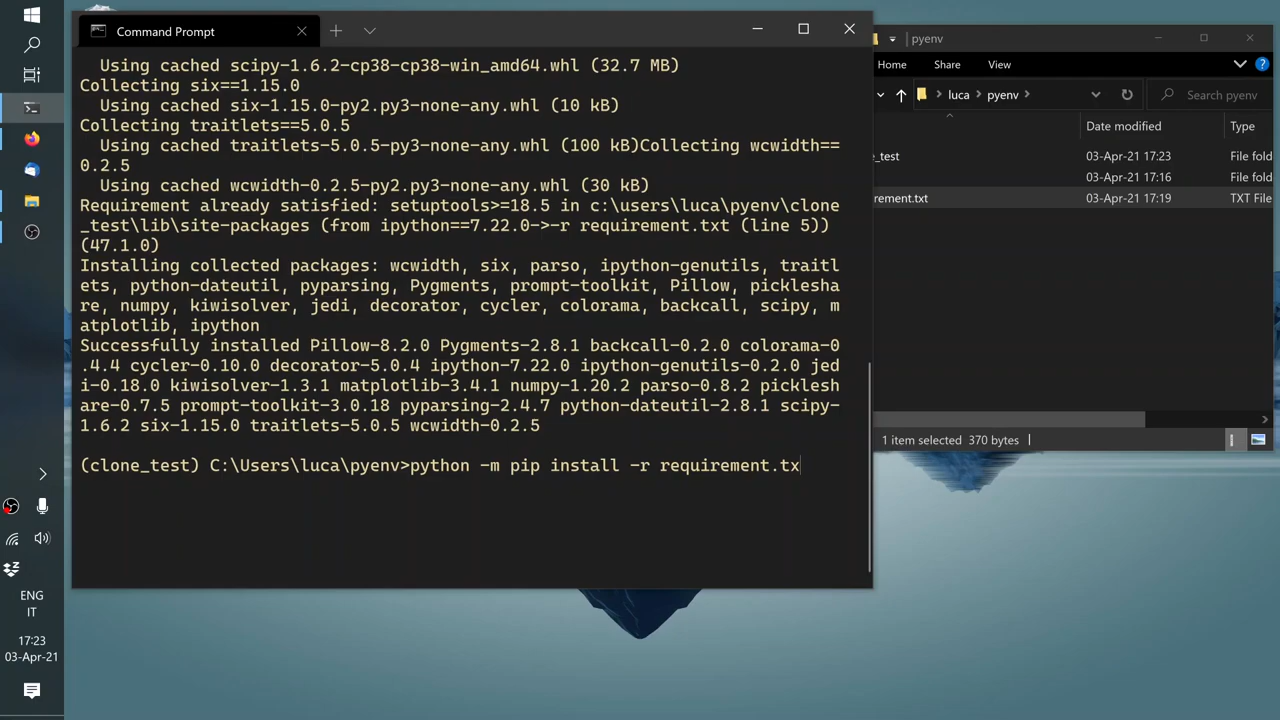 Command Prompt
Using cached scipy-1.6.2-cp38-cp38-win_amd64.whl (32.7 MB)
Collecting six==1.15.0
Using cached six-1.15.0-py2.py3-none-any.whl (10 kB)
Collecting traitlets==5.0.5
Using cached traitlets-5.0.5-py3-none-any.whl (100 kB)Collecting wcwidth==
0.2.5
Using cached wcwidth-0.2.5-py2.py3-none-any.whl (30 kB)
Requirement already satisfied: setuptools>=18.5 in c:\users\luca\pyenv\clone
_test\lib\site-packages (from ipython==7.22.0->-r requirement.txt (line 5))
(47.1.0)
Installing collected packages: wcwidth, six, parso, ipython-genutils, traitl
ets, python-dateutil, pyparsing, Pygments, prompt-toolkit, Pillow, picklesha
re, numpy, kiwisolver, jedi, decorator, cycler, colorama, backcall, scipy, m
atplotlib, ipython
Successfully installed Pillow-8.2.0 Pygments-2.8.1 backcall-0.2.0 colorama-0
.4.4 cycler-0.10.0 decorator-5.0.4 ipython-7.22.0 ipython-genutils-0.2.0 jed
i-0.18.0 kiwisolver-1.3.1 matplotlib-3.4.1 numpy-1.20.2 parso-0.8.2 picklesh
are-0.7.5 prompt-toolkit-3.0.18 pyparsing-2.4.7 python-dateutil-2.8.1 scipy-
1.6.2 six-1.15.0 traitlets-5.0.5 wcwidth-0.2.5
(clone_test) C:\Users\luca\pyenv>python -m pip install -r requirement.tx
pyenv
Home Share View
luca pyenv Search pyenv
Date modified Type
_test 03-Apr-21 17:23 File fold
03-Apr-21 17:16 File fold
rement.txt 03-Apr-21 17:19 TXT File
1 item selected 370 bytes
ENG
IT
17:23
03-Apr-21